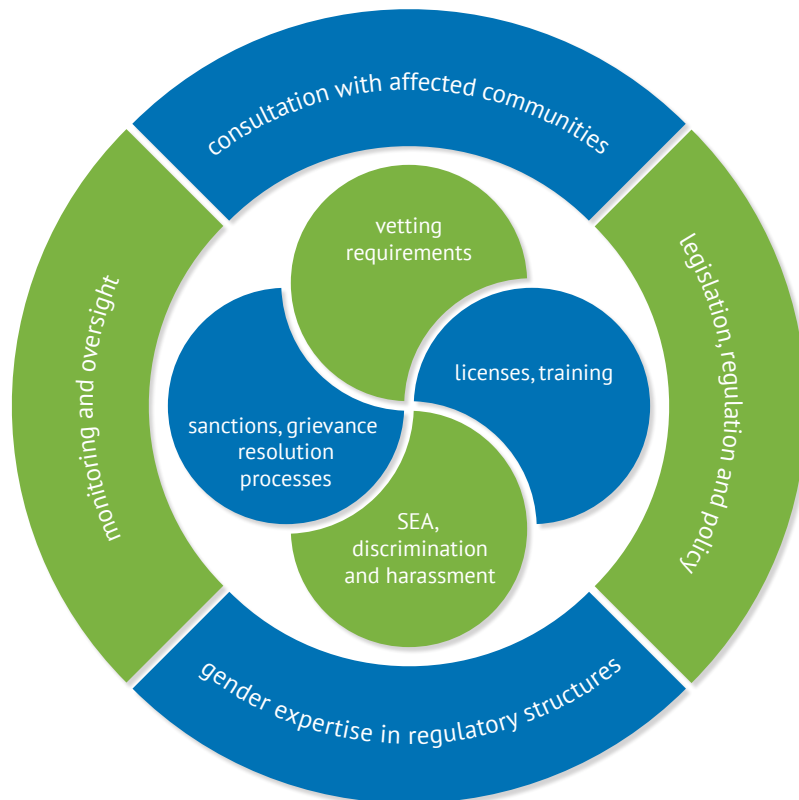 consultation with affected communities
legislation, regulation and policy
gender expertise in regulatory structures
monitoring and oversight
vetting
requirements
licenses, training
SEA,
discrimination
and harassment
sanctions, grievance
resolution
processes